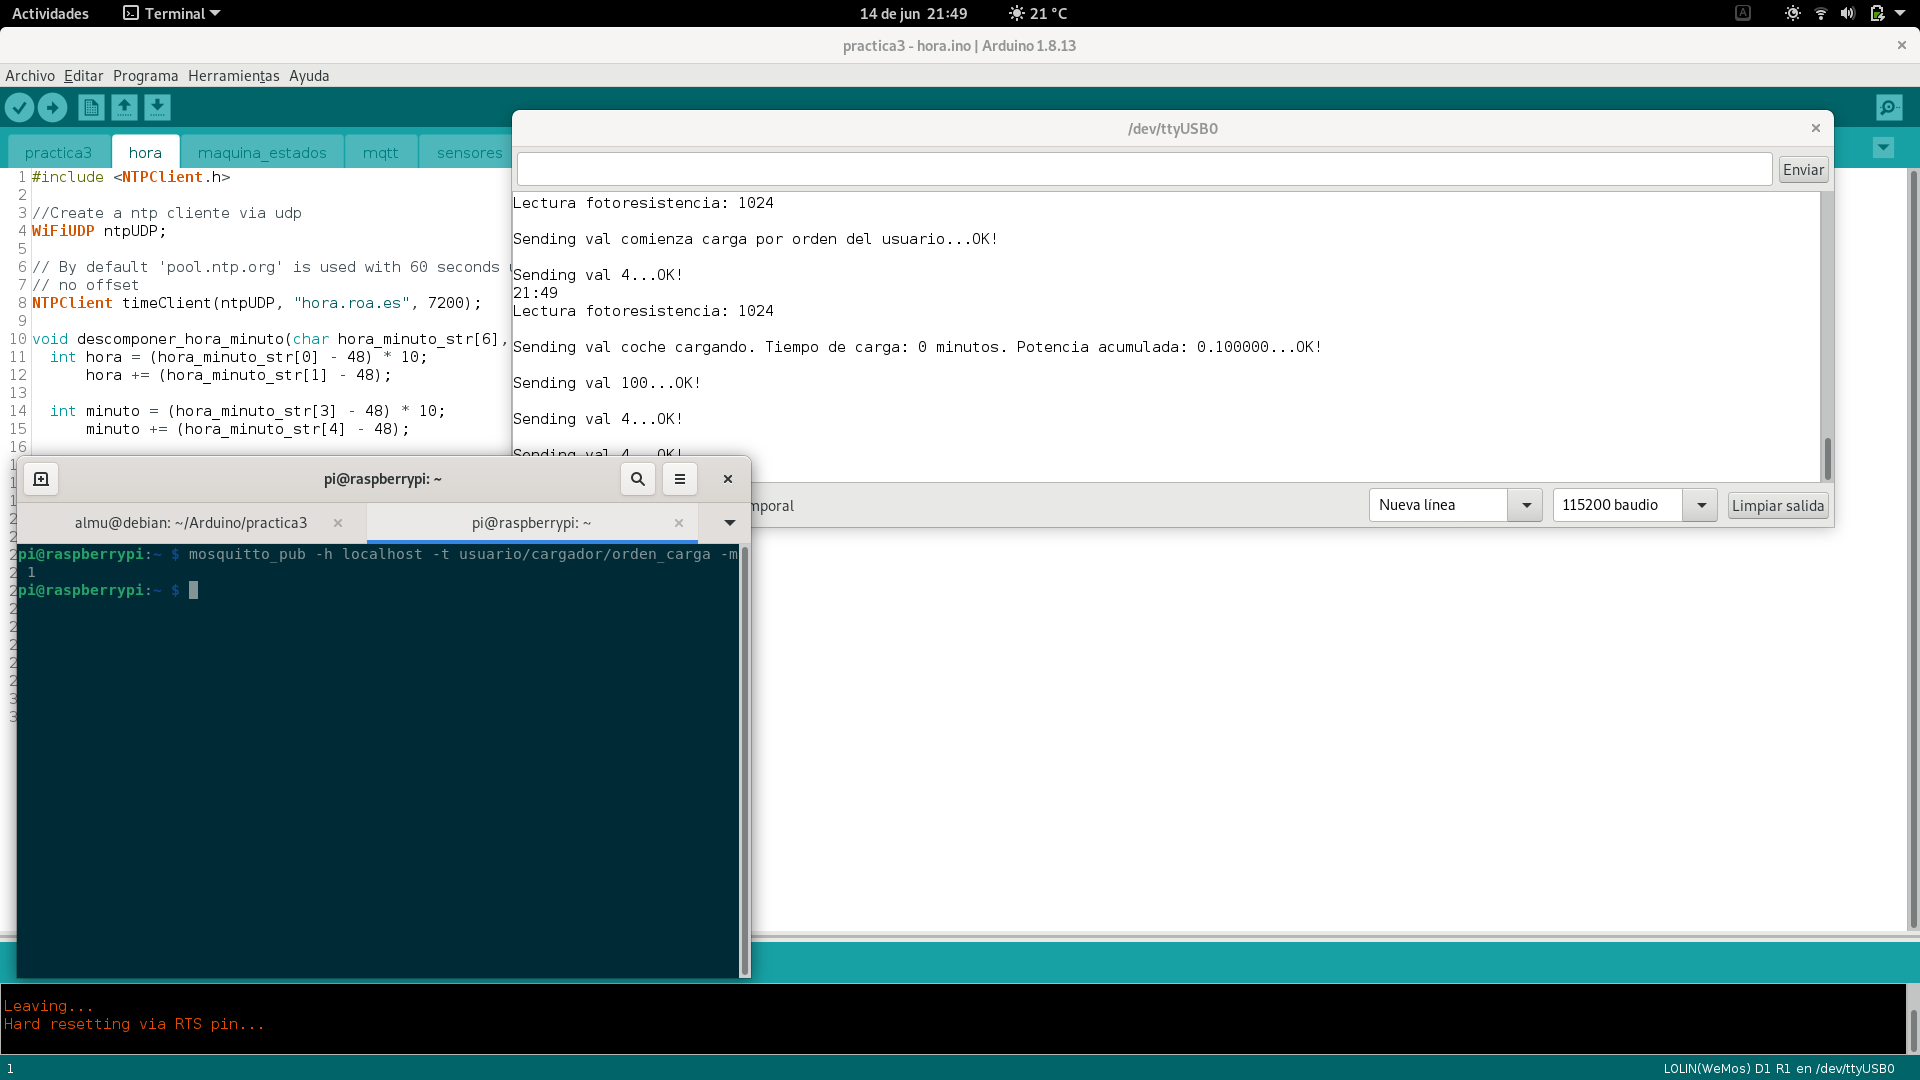 Actividades
Terminal
14 de jun 21:49
21 °C
A
practica3 - hora.ino | Arduino 1.8.13
Archivo Editar Programa Herramientas Ayuda
practica3
hora
maquina_estados
mqtt
sensores
1 #include <NTPClient.h>
2
3 //Create a ntp cliente via udp
4 WiFiUDP ntpUDP;
5
6 // By default 'pool.ntp.org' is used with 60 seconds
7 // no offset
8 NTPClient timeClient(ntpUDP, "hora.roa.es", 7200);
9
10 void descomponer_hora_minuto(char hora_minuto_str[6],
11 int hora = (hora_minuto_str[0] - 48) * 10;
12 hora += (hora_minuto_str[1] - 48);
13
14 int minuto = (hora_minuto_str[3] - 48) * 10;
15 minuto += (hora_minuto_str[4] - 48);
16
/dev/ttyUSB0
Enviar
Lectura fotoresistencia: 1024
Sending val comienza carga por orden del usuario...OK!
Sending val 4...OK!
21:49
Lectura fotoresistencia: 1024
Sending val coche cargando. Tiempo de carga: 0 minutos. Potencia acumulada: 0.100000...OK!
Sending val 100...OK!
Sending val 4...OK!
Sending val 4...OK!
mporal
Nueva línea
115200 baudio
Limpiar salida
pi@raspberrypi: ~
almu@debian: ~/Arduino/practica3
pi@raspberrypi: ~
pi@raspberrypi:~ $ mosquitto_pub -h localhost -t usuario/cargador/orden_carga -m
1
pi@raspberrypi:~ $
Leaving...
Hard resetting via RTS pin...
1
LOLIN(WeMos) D1 R1 en /dev/ttyUSB0